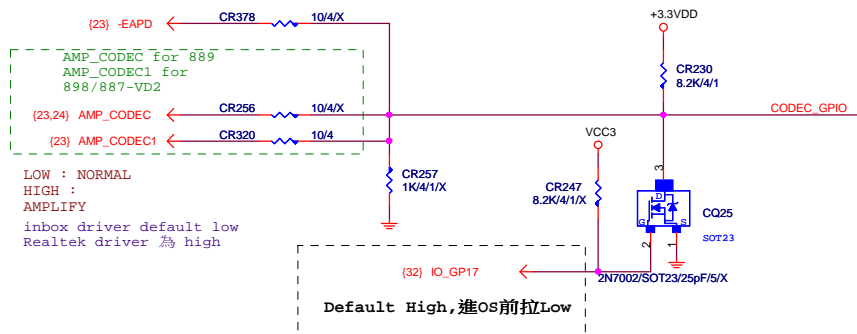 {23} -EAPD
CR378
10/4/X
+3.3VDD
AMP_CODEC for 889
AMP_CODEC1 for
898/887-VD2
CR230
8.2K/4/1
{23,24} AMP_CODEC
CR256
10/4/X
CODEC_GPIO
{23} AMP_CODEC1
CR320
10/4
VCC3
LOW : NORMAL
HIGH :
AMPLIFY
CR257
1K/4/1/X
3
CR247
8.2K/4/1/X
D
G
S
CQ25
SOT23
inbox driver default low
Realtek driver 為 high
2
1
{32} IO_GP17
2N7002/SOT23/25pF/5/X
Default High,進OS前拉Low